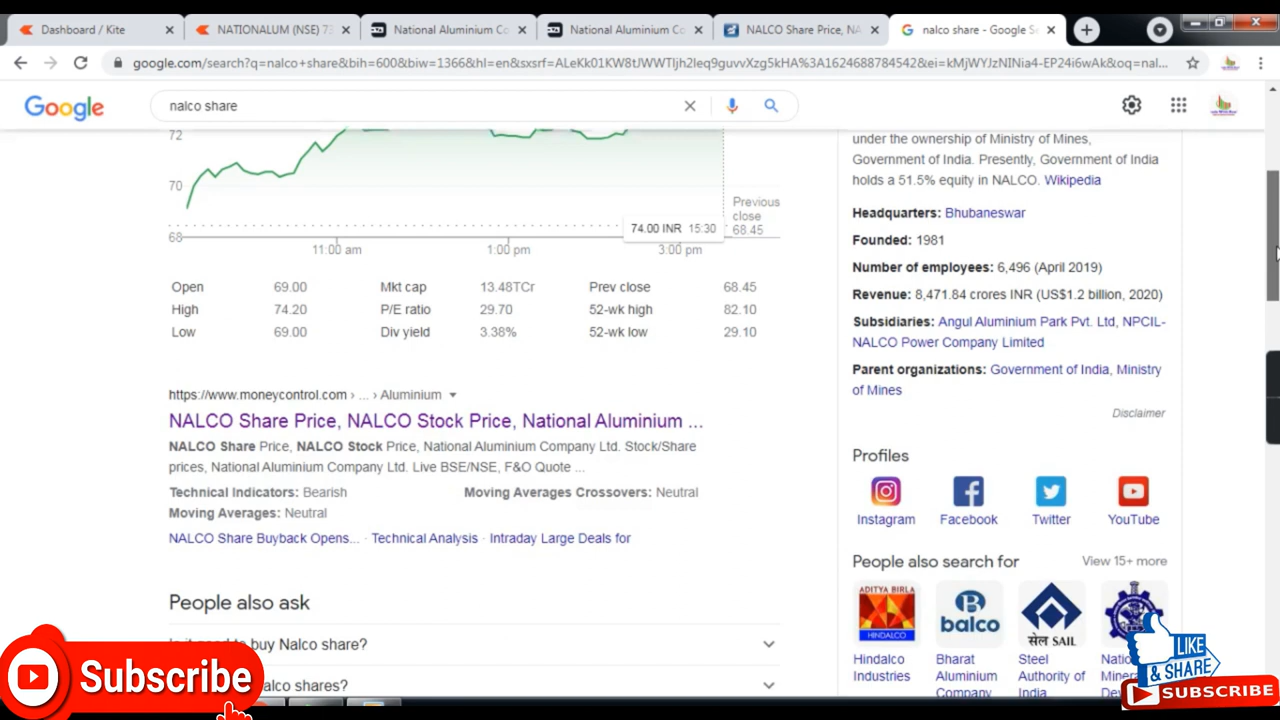 Dashboard / Kite
NATIONALUM (NSE) 7
National Aluminium Co
National Aluminium Co
NALCO Share Price, NA
nalco share - Google S
google.com/search?q=nalco+share&bih=600&biw=1366&hl=en&sxsrf=ALeKk01KW8tJWWTljh2leq9guvvXzg5kHA%3A1624688784542&ei=kMjWYJzNINia4-EP24i6wAk&oq=nal...
Google
nalco share
72
70
68
11:00 am
1:00 pm
3:00 pm
74.00 INR 15:30
Previous
close
68.45
Open 69.00 Mkt cap 13.48TCr Prev close 68.45
High 74.20 P/E ratio 29.70 52-wk high 82.10
Low 69.00 Div yield 3.38% 52-wk low 29.10
https://www.moneycontrol.com › ... › Aluminium
NALCO Share Price, NALCO Stock Price, National Aluminium ...
NALCO Share Price, NALCO Stock Price, National Aluminium Company Ltd. Stock/Share
prices, National Aluminium Company Ltd. Live BSE/NSE, F&O Quote ...
Technical Indicators: Bearish Moving Averages Crossovers: Neutral
Moving Averages: Neutral
NALCO Share Buyback Opens... · Technical Analysis · Intraday Large Deals for
People also ask
to buy Nalco share?
alco shares?
under the ownership of Ministry of Mines,
Government of India. Presently, Government of India
holds a 51.5% equity in NALCO. Wikipedia
Headquarters: Bhubaneswar
Founded: 1981
Number of employees: 6,496 (April 2019)
Revenue: 8,471.84 crores INR (US$1.2 billion, 2020)
Subsidiaries: Angul Aluminium Park Pvt. Ltd, NPCIL-
NALCO Power Company Limited
Parent organizations: Government of India, Ministry
of Mines
Disclaimer
Profiles
Instagram
Facebook
Twitter
YouTube
People also search for
View 15+ more
ADITYA BIRLA
HINDALCO
balco
सेल SAIL
Hindalco
Industries
Bharat
Aluminium
Company
Steel
Authority of
India
Natio
Mine
De
Subscribe
LIKE
& SHARE
SUBSCRIBE